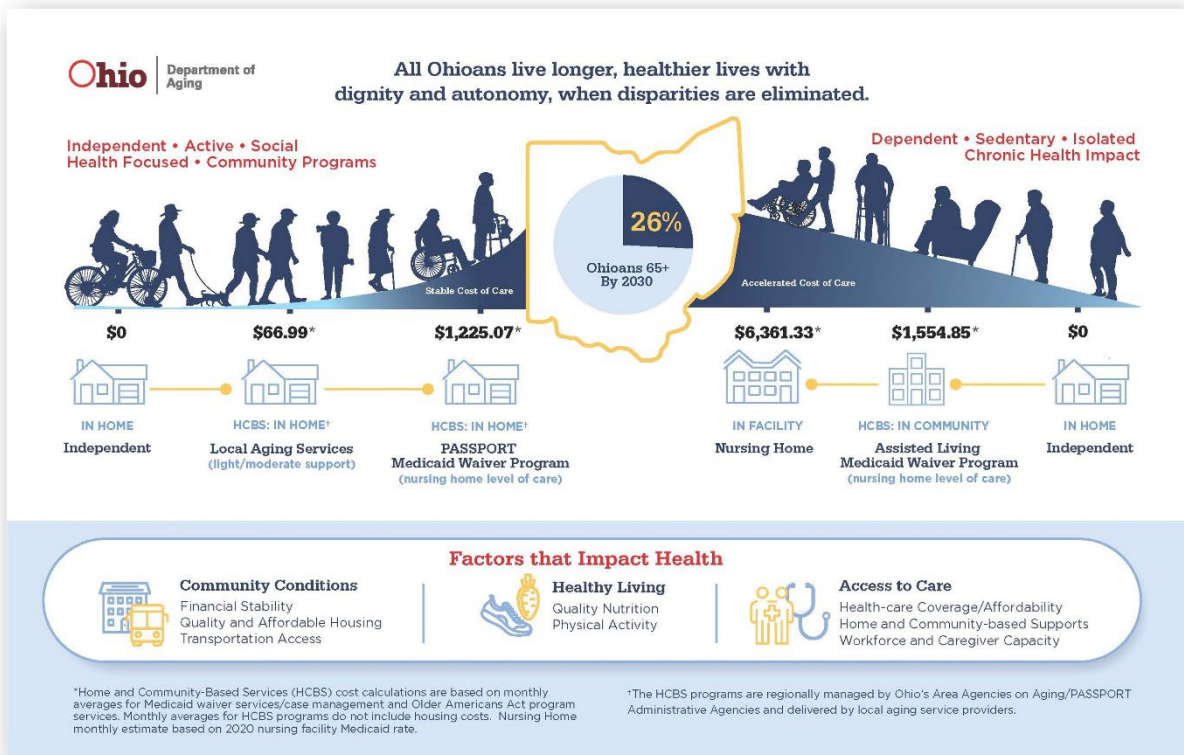 Ohio
Department of
Aging
All Ohioans live longer, healthier lives with
dignity and autonomy, when disparities are eliminated.
Independent • Active • Social
Health Focused • Community Programs
Dependent • Sedentary • Isolated
Chronic Health Impact
26%
Ohioans 65+
By 2030
Stable Cost of Care
Accelerated Cost of Care
$0
$66.99*
$1,225.07*
$6,361.33*
$1,554.85*
$0
IN HOME
Independent
HCBS: IN HOME†
Local Aging Services
(light/moderate support)
HCBS: IN HOME†
PASSPORT
Medicaid Waiver Program
(nursing home level of care)
IN FACILITY
Nursing Home
HCBS: IN COMMUNITY
Assisted Living
Medicaid Waiver Program
(nursing home level of care)
IN HOME
Independent
Factors that Impact Health
Community Conditions
Financial Stability
Quality and Affordable Housing
Transportation Access
Healthy Living
Quality Nutrition
Physical Activity
Access to Care
Health-care Coverage/Affordability
Home and Community-based Supports
Workforce and Caregiver Capacity
*Home and Community-Based Services (HCBS) cost calculations are based on monthly
averages for Medicaid waiver services/case management and Older Americans Act program
services. Monthly averages for HCBS programs do not include housing costs. Nursing Home
monthly estimate based on 2020 nursing facility Medicaid rate.
†The HCBS programs are regionally managed by Ohio's Area Agencies on Aging/PASSPORT
Administrative Agencies and delivered by local aging service providers.